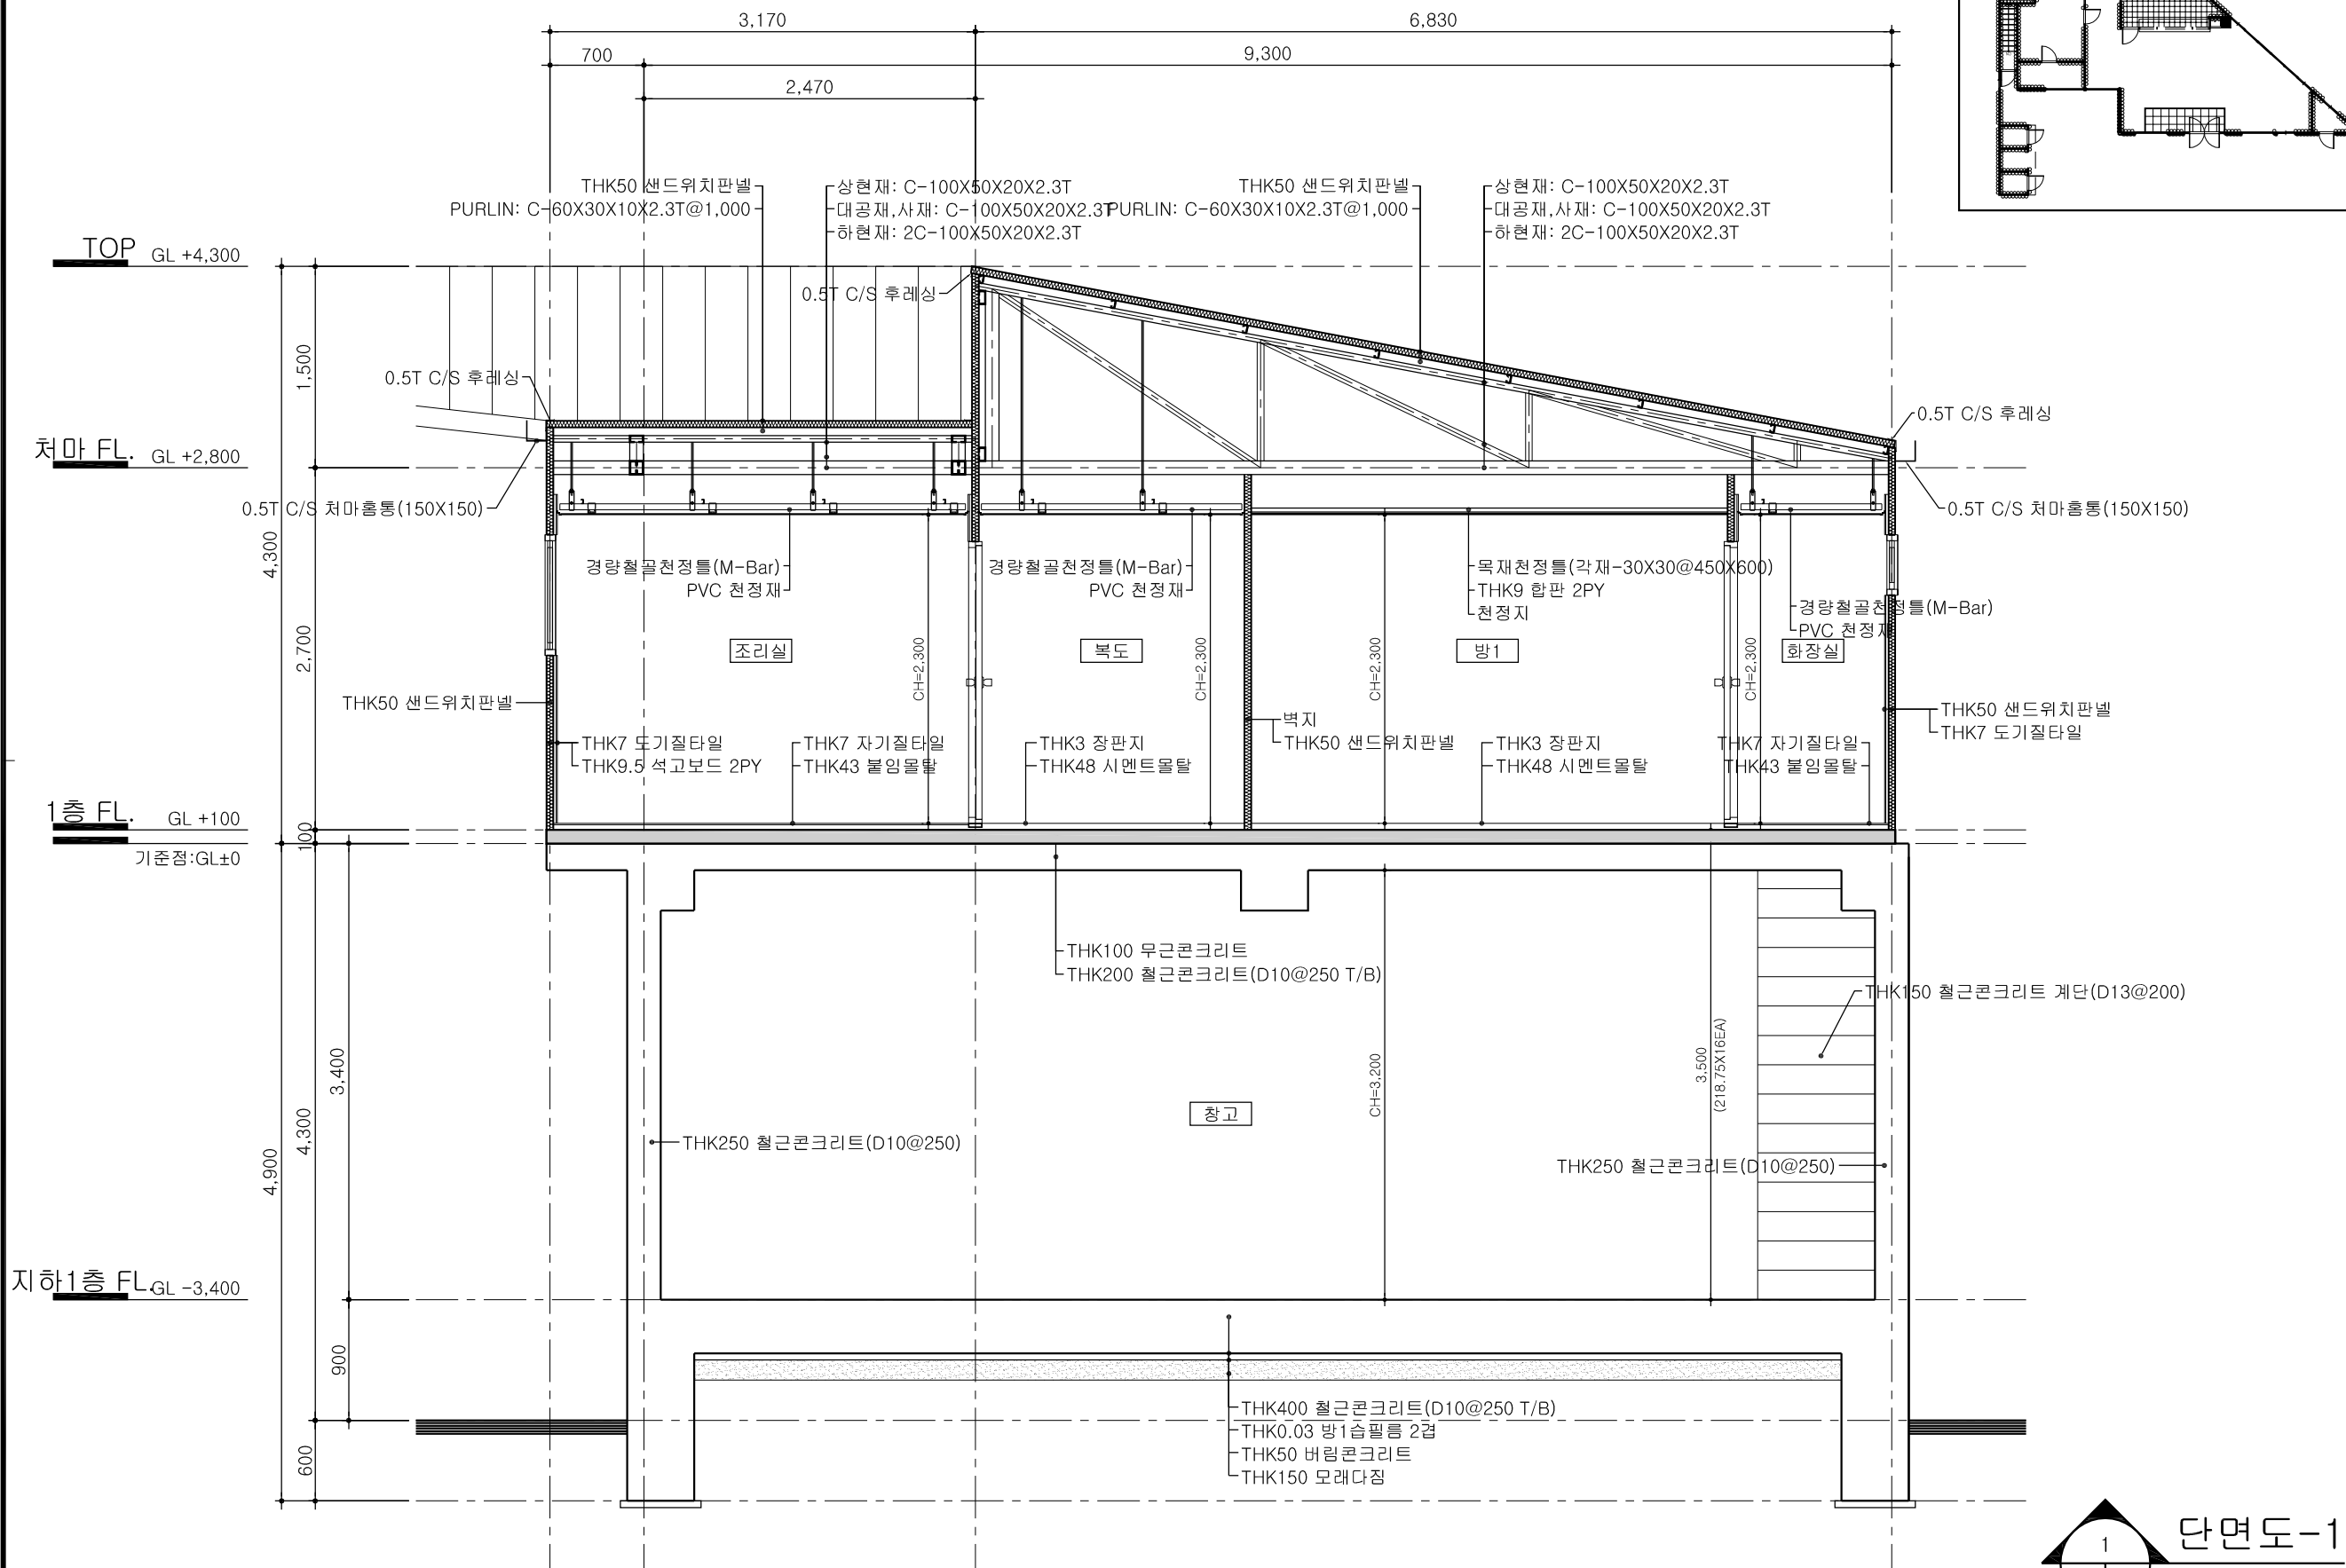 3,170
6,830
700
9,300
2,470
THK50 샌드위치판넬
PURLIN: C-60X30X10X2.3T@1,000
상현재: C-100X50X20X2.3T
대공재,사재: C-100X50X20X2.3T
하현재: 2C-100X50X20X2.3T
THK50 샌드위치판넬
PURLIN: C-60X30X10X2.3T@1,000
상현재: C-100X50X20X2.3T
대공재,사재: C-100X50X20X2.3T
하현재: 2C-100X50X20X2.3T
TOP GL +4,300
0.5T C/S 후레싱
1,500
0.5T C/S 후레싱
0.5T C/S 후레싱
처마 FL. GL +2,800
0.5T C/S 처마홈통(150X150)
0.5T C/S 처마홈통(150X150)
4,300
경량철골천정틀(M-Bar)
PVC 천정재
경량철골천정틀(M-Bar)
PVC 천정재
목재천정틀(각재-30X30@450X600)
THK9 합판 2PY
천정지
경량철골천정틀(M-Bar)
PVC 천정재
2,700
조리실
CH=2,300
복도
CH=2,300
CH=2,300
방1
CH=2,300
화장실
THK50 샌드위치판넬
THK50 샌드위치판넬
THK7 도기질타일
벽지
THK50 샌드위치판넬
THK7 도기질타일
THK9.5 석고보드 2PY
THK7 자기질타일
THK43 붙임몰탈
THK3 장판지
THK48 시멘트몰탈
THK3 장판지
THK48 시멘트몰탈
THK7 자기질타일
THK43 붙임몰탈
1층 FL. GL +100
100
기준점:GL±0
THK100 무근콘크리트
THK200 철근콘크리트(D10@250 T/B)
THK150 철근콘크리트 계단(D13@200)
3,400
CH=3,200
3,500
(218.75X16EA)
창고
4,300
4,900
THK250 철근콘크리트(D10@250)
THK250 철근콘크리트(D10@250)
지하1층 FL. GL -3,400
900
THK400 철근콘크리트(D10@250 T/B)
THK0.03 방1습필름 2겹
THK50 버림콘크리트
THK150 모래다짐
600
1
단면도-1